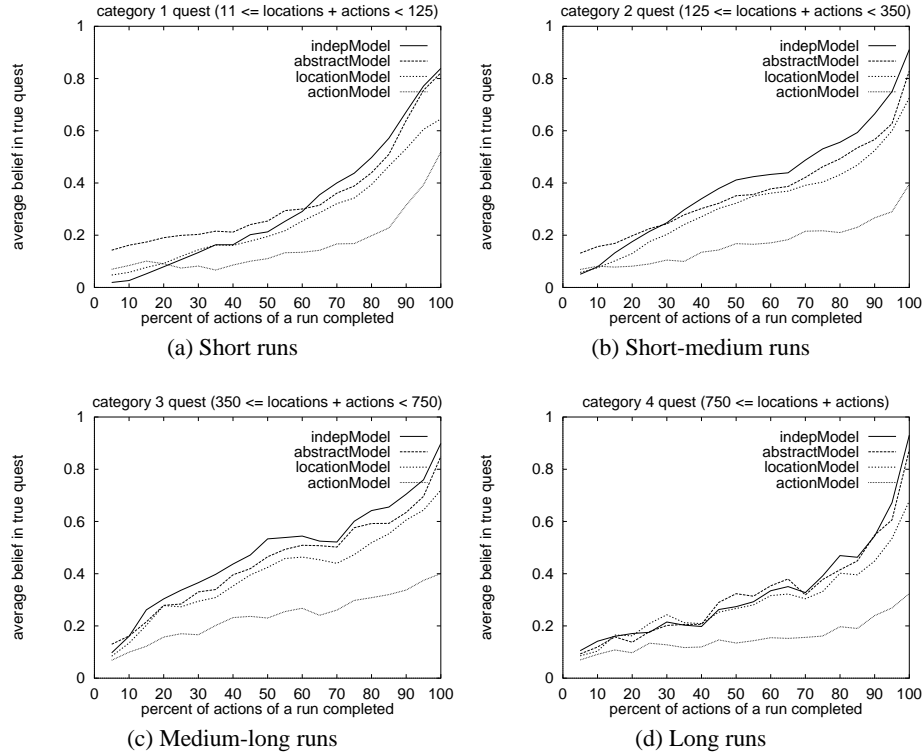 category 1 quest (11 <= locations + actions < 125)
1
0.8
0.6
0.4
0.2
0
average belief in true quest
indepModel
abstractModel
locationModel
actionModel
0 10 20 30 40 50 60 70 80 90 100
percent of actions of a run completed
(a) Short runs
category 2 quest (125 <= locations + actions < 350)
1
0.8
0.6
0.4
0.2
0
average belief in true quest
indepModel
abstractModel
locationModel
actionModel
0 10 20 30 40 50 60 70 80 90 100
percent of actions of a run completed
(b) Short-medium runs
category 3 quest (350 <= locations + actions < 750)
1
0.8
0.6
0.4
0.2
0
average belief in true quest
indepModel
abstractModel
locationModel
actionModel
0 10 20 30 40 50 60 70 80 90 100
percent of actions of a run completed
(c) Medium-long runs
category 4 quest (750 <= locations + actions)
1
0.8
0.6
0.4
0.2
0
average belief in true quest
indepModel
abstractModel
locationModel
actionModel
0 10 20 30 40 50 60 70 80 90 100
percent of actions of a run completed
(d) Long runs